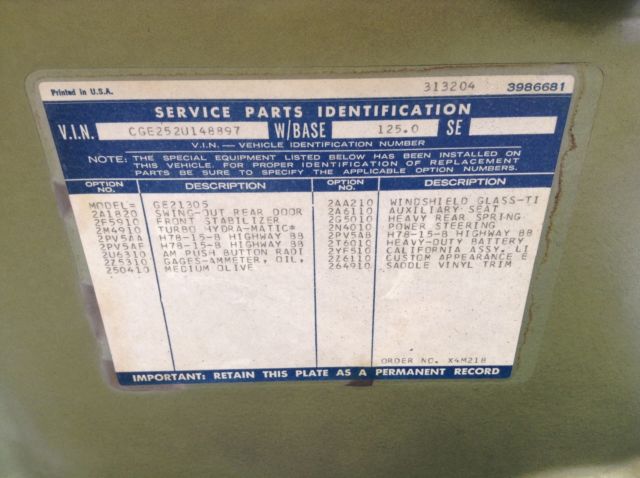 Printed in U.S.A. 313204 3986681
SERVICE PARTS IDENTIFICATION
V.I.N. CGE252U148897 W/BASE 125.0 SE
V.I.N.— VEHICLE IDENTIFICATION NUMBER
NOTE: THE SPECIAL EQUIPMENT LISTED BELOW HAS BEEN INSTALLED ON
THIS VEHICLE. FOR PROPER IDENTIFICATION OF REPLACEMENT
PARTS BE SURE TO SPECIFY THE APPLICABLE OPTION NUMBERS.
OPTION NO. DESCRIPTION OPTION NO. DESCRIPTION
MODEL= GE21305 2AA210 WINDSHIELD GLASS-TI
2A1820 SWING-OUT REAR DOOR 2A6110 AUXILIARY SEAT
2F5910 FRONT STABILIZER 2G5010 HEAVY REAR SPRING
2M4910 TURBO HYDRA-MATIC* 2N4010 POWER STEERING
2PV5AA H78-15-B HIGHWAY BB 2PV5AB H78-15-B HIGHWAY BB
2PV5AF H78-15-B HIGHWAY BB 2T6010 HEAVY-DUTY BATTERY
2U6310 AM PUSH BUTTON RADI 2YF510 CALIFORNIA ASSY. LI
2Z5310 GAGES-AMMETER, OIL, 2Z6110 CUSTOM APPEARANCE E
250410 MEDIUM OLIVE 264910 SADDLE VINYL TRIM
ORDER NO. X4M218
IMPORTANT: RETAIN THIS PLATE AS A PERMANENT RECORD